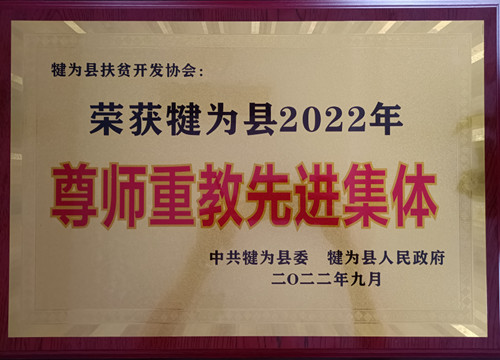 犍为县扶贫开发协会：
荣获犍为县2022年
尊师重教先进集体
中共犍为县委 犍为县人民政府
二〇二二年九月